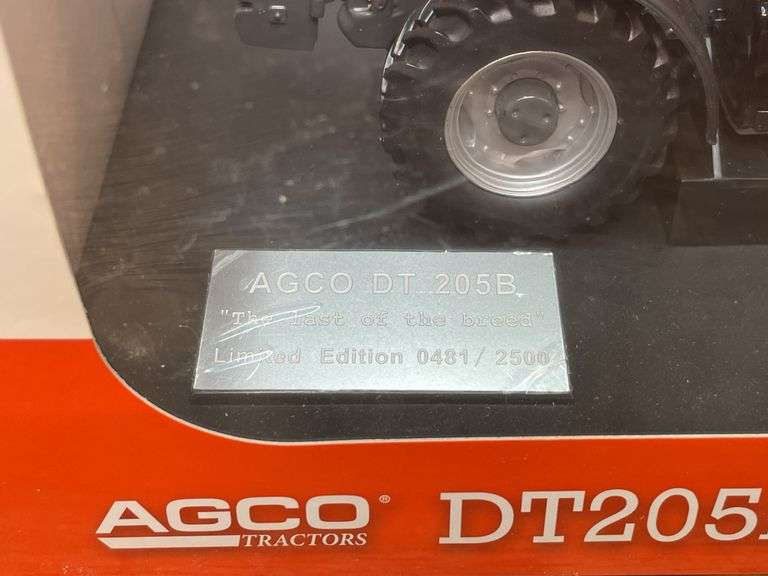 AGCO DT 205B
"The last of the breed"
Limited Edition 0481/ 2500
AGCO®
TRACTORS
DT205